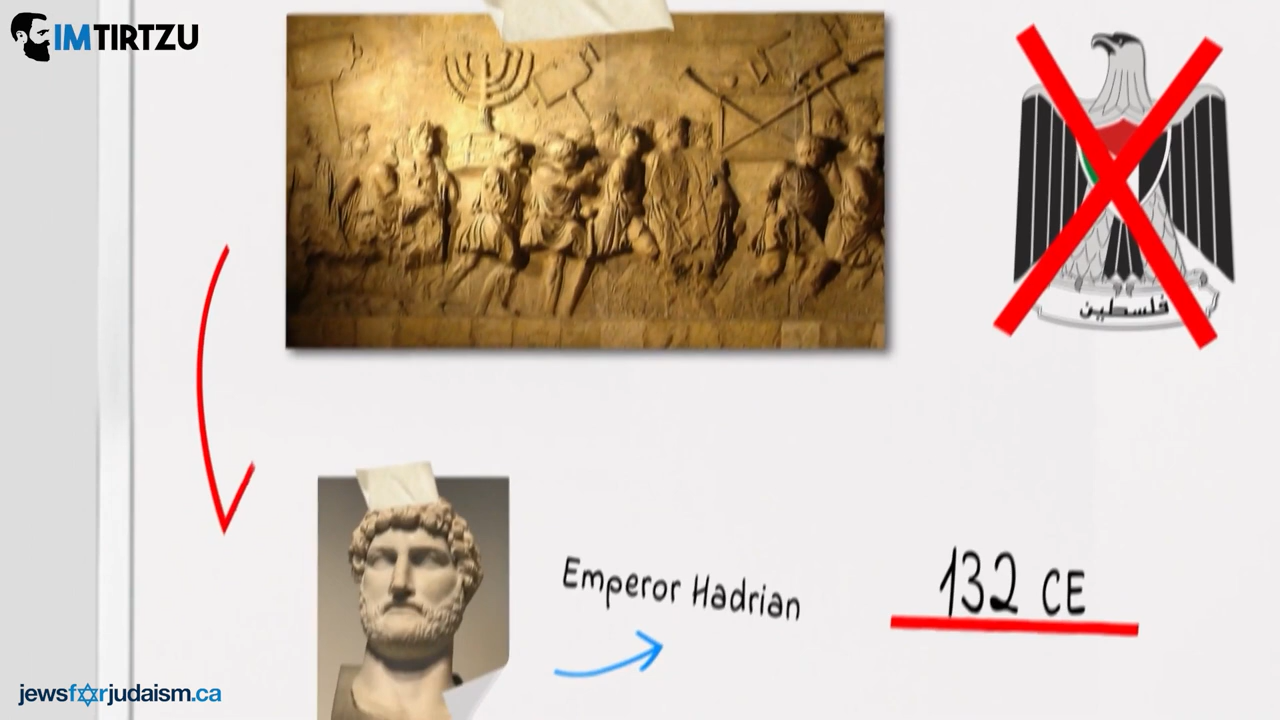 IMTIRTZU
فلسطين
Emperor Hadrian
132 CE
jewsforjudaism.ca